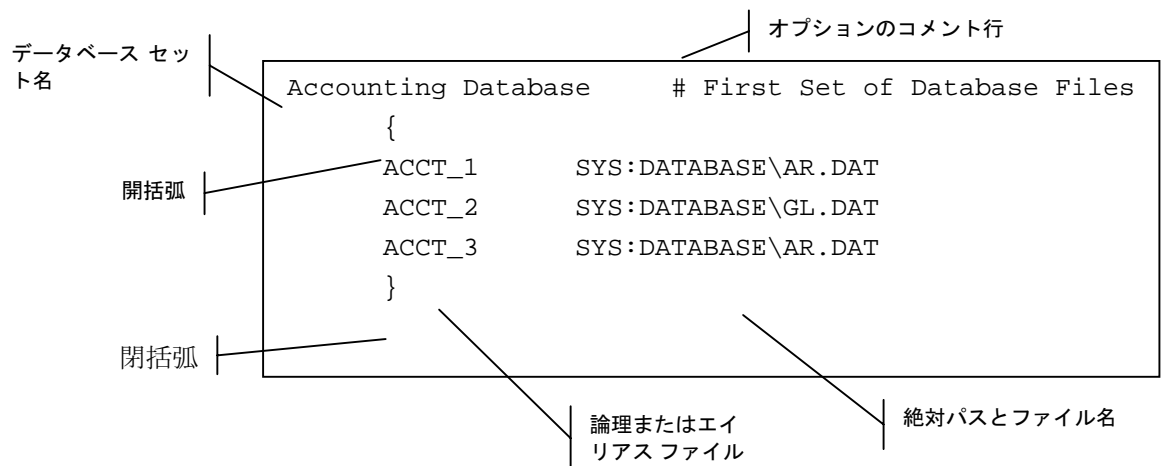 オプションのコメント行
データベース セッ
ト名
Accounting Database # First Set of Database Files
{
ACCT_1 SYS:DATABASE\AR.DAT
開括弧
ACCT_2 SYS:DATABASE\GL.DAT
ACCT_3 SYS:DATABASE\AR.DAT
}
閉括弧
論理またはエイ
リアス ファイル
絶対パスとファイル名